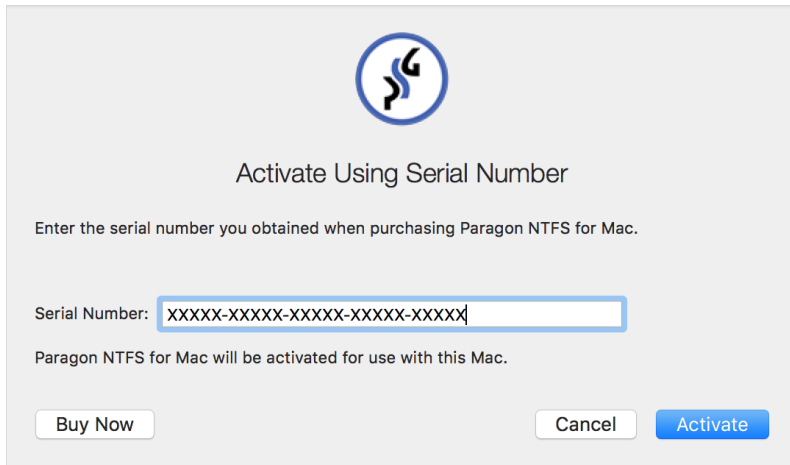 PSG
Activate Using Serial Number
Enter the serial number you obtained when purchasing Paragon NTFS for Mac.
Serial Number: XXXXX-XXXXX-XXXXX-XXXXX-XXXXX
Paragon NTFS for Mac will be activated for use with this Mac.
Buy Now Cancel Activate